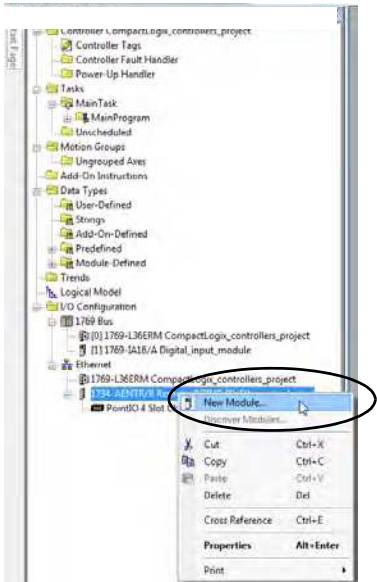 Start Page
Controller CompactLogix_controllers_project
Controller Tags
Controller Fault Handler
Power-Up Handler
Tasks
MainTask
MainProgram
Unscheduled
Motion Groups
Ungrouped Axes
Add-On Instructions
Data Types
User-Defined
Strings
Add-On-Defined
Predefined
Module-Defined
Trends
Logical Model
I/O Configuration
1769 Bus
[0] 1769-L36ERM CompactLogix_controllers_project
[1] 1769-IA16/A Digital_input_module
Ethernet
1769-L36ERM CompactLogix_controllers_project
1734-AENTR/B
PointIO 4 Slot
New Module...
Discover Modules...
Cut Ctrl+X
Copy Ctrl+C
Paste Ctrl+V
Delete Del
Cross Reference Ctrl+E
Properties Alt+Enter
Print